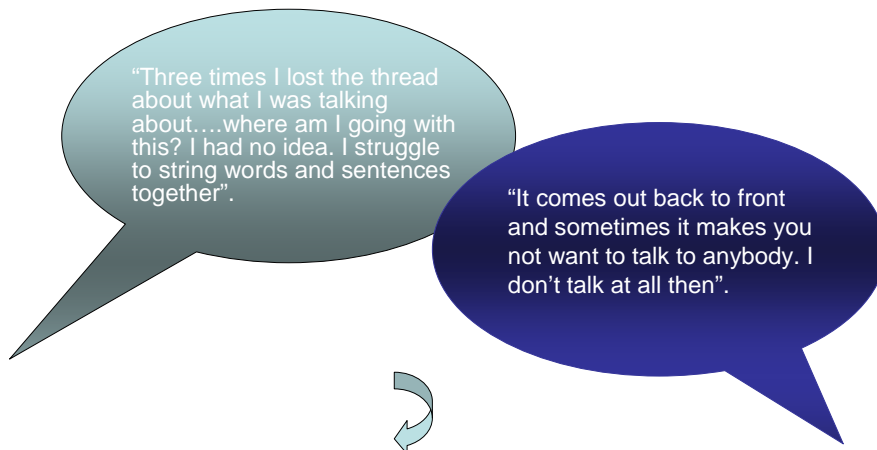 “Three times I lost the thread
about what I was talking
about….where am I going with
this? I had no idea. I struggle
to string words and sentences
together”.
“It comes out back to front
and sometimes it makes you
not want to talk to anybody. I
don’t talk at all then”.